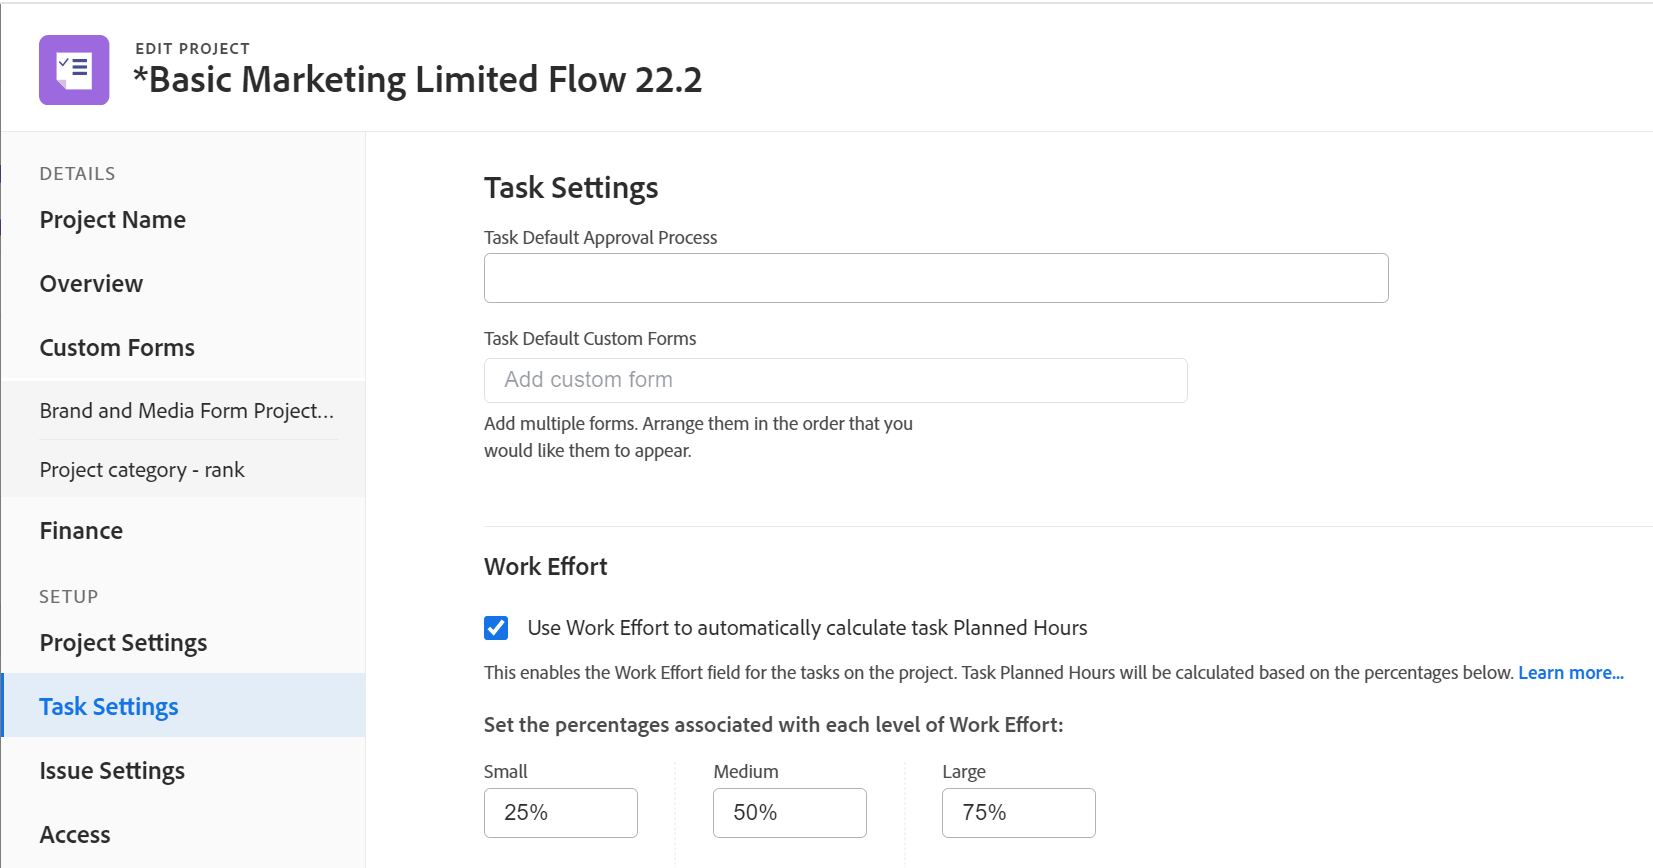 EDIT PROJECT
*Basic Marketing Limited Flow 22.2
DETAILS
Project Name
Overview
Custom Forms
Brand and Media Form Project...
Project category - rank
Finance
SETUP
Project Settings
Task Settings
Issue Settings
Access
Task Settings
Task Default Approval Process
Task Default Custom Forms
Add custom form
Add multiple forms. Arrange them in the order that you
would like them to appear.
Work Effort
Use Work Effort to automatically calculate task Planned Hours
This enables the Work Effort field for the tasks on the project. Task Planned Hours will be calculated based on the percentages below. Learn more...
Set the percentages associated with each level of Work Effort:
Small Medium Large
25% 50% 75%